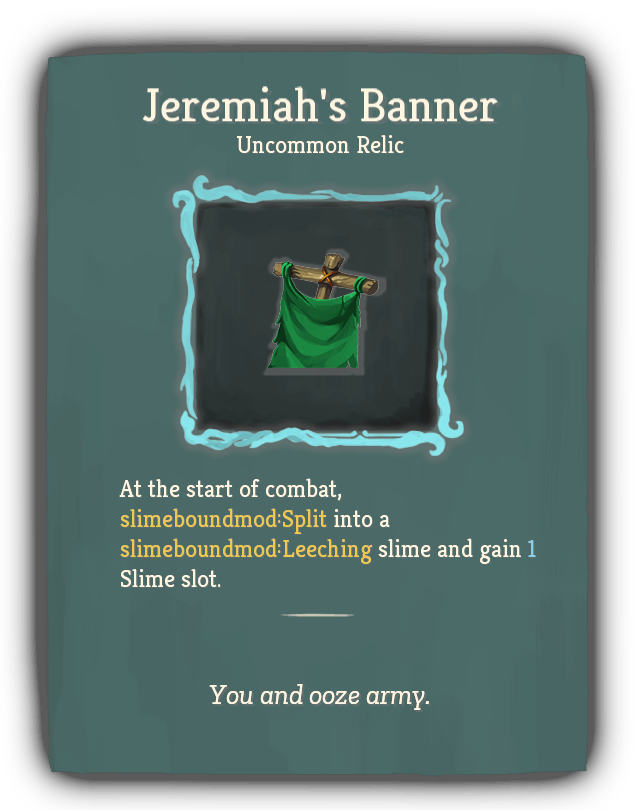 Jeremiah's Banner
Uncommon Relic
At the start of combat,
slimeboundmod:Split into a
slimeboundmod:Leeching slime and gain 1
Slime slot.
You and ooze army.